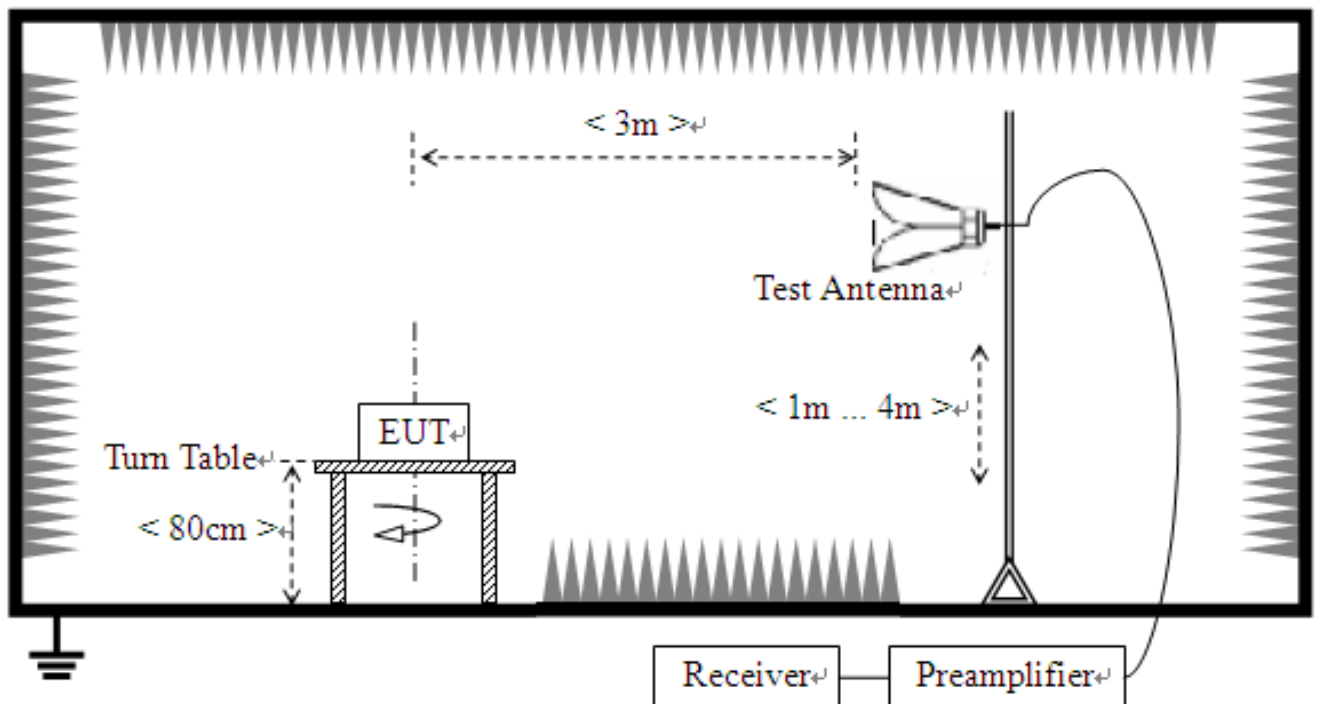 < 3m >↵
Test Antenna↵
< 1m ... 4m >↵
EUT↵
Turn Table↵
< 80cm >↵
Receiver↵
Preamplifier↵